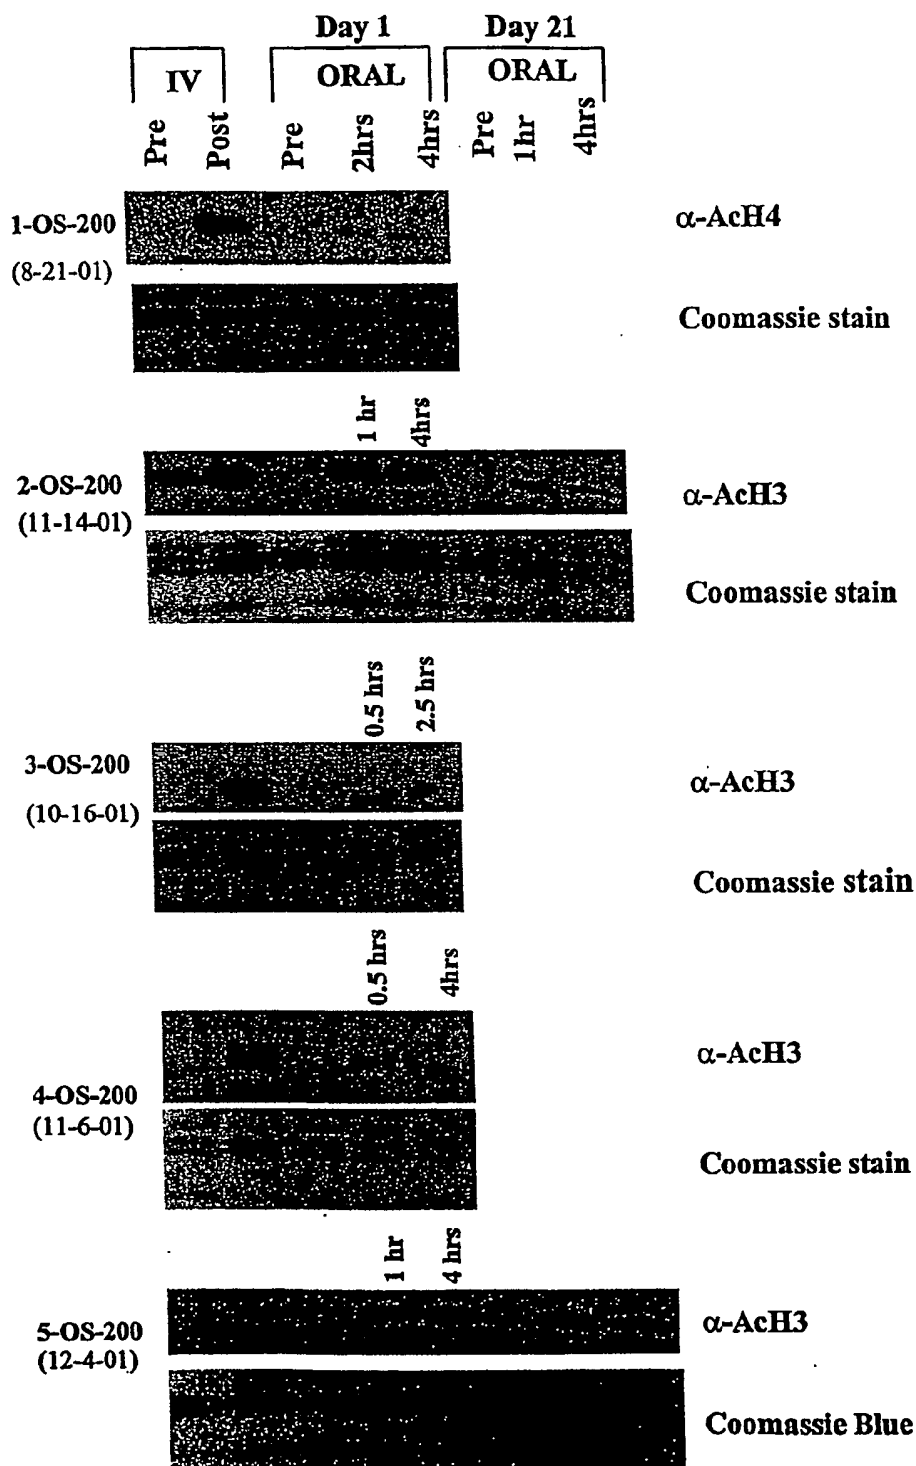 Day 1 Day 21
IV ORAL ORAL
Pre Post Pre 2hrs 4hrs Pre 1hr 4hrs
1-OS-200
(8-21-01)
α-AcH4
Coomassie stain
1 hr 4hrs
2-OS-200
(11-14-01)
α-AcH3
Coomassie stain
0.5 hrs 2.5 hrs
3-OS-200
(10-16-01)
α-AcH3
Coomassie stain
0.5 hrs 4hrs
4-OS-200
(11-6-01)
α-AcH3
Coomassie stain
1 hr 4 hrs
5-OS-200
(12-4-01)
α-AcH3
Coomassie Blue